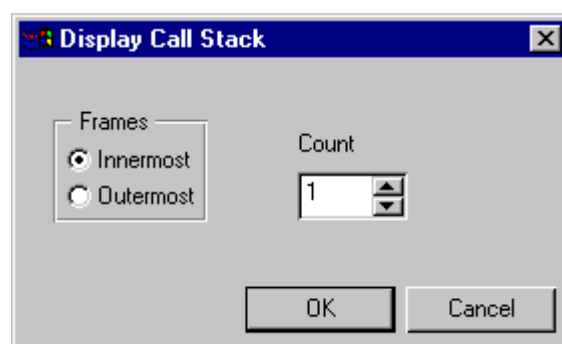 Display Call Stack
Frames
Innermost
Outermost
Count
1
OK
Cancel